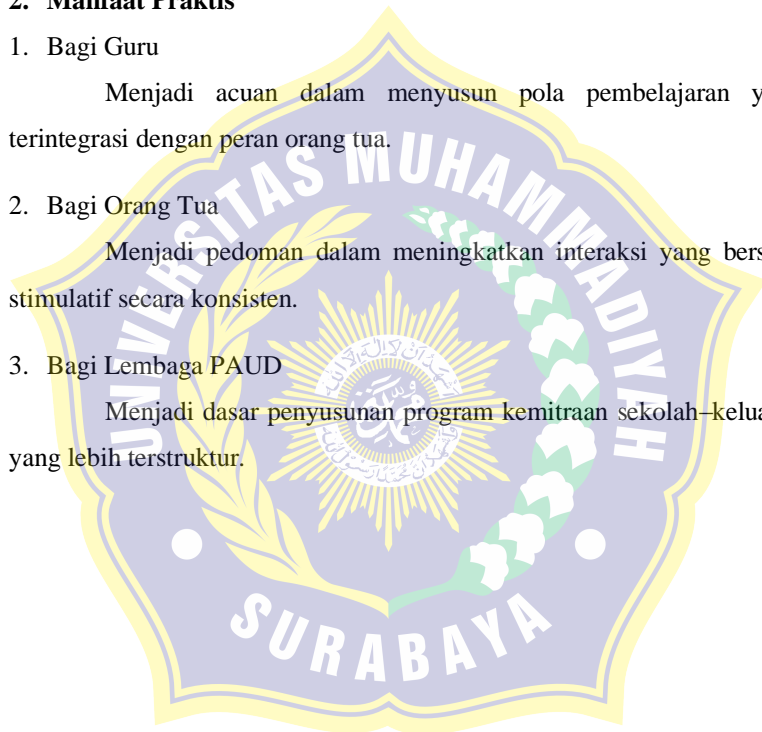 2. Manfaat Praktis
1. Bagi Guru
Menjadi acuan dalam menyusun pola pembelajaran y
terintegrasi dengan peran orang tua.
2. Bagi Orang Tua
Menjadi pedoman dalam meningkatkan interaksi yang bers
stimulatif secara konsisten.
3. Bagi Lembaga PAUD
Menjadi dasar penyusunan program kemitraan sekolah–kelua
yang lebih terstruktur.
UNIVERSITAS MUHAMMADIYAH
SURABAYA